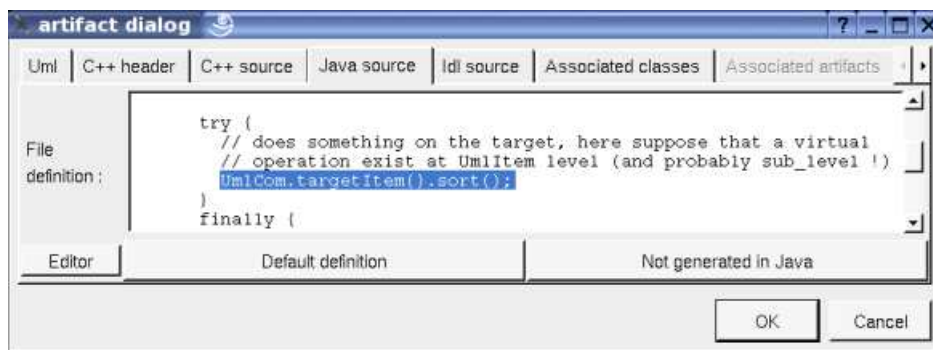 artifact dialog
Uml C++ header C++ source Java source Idl source Associated classes Associated artifacts
File
definition :
try {
// does something on the target, here suppose that a virtual
// operation exist at UmlItem level (and probably sub_level !)
UmlCom.targetItem().sort();
}
finally {
Editor Default definition Not generated in Java
OK Cancel